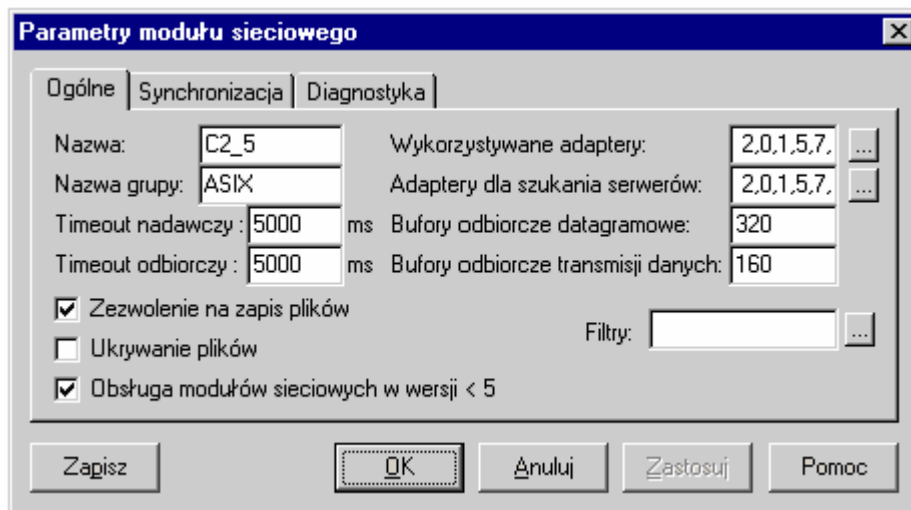 Parametry modułu sieciowego
Ogólne Synchronizacja Diagnostyka
Nazwa: C2_5 Wykorzystywane adaptery: 2,0,1,5,7, ...
Nazwa grupy: ASIX Adaptery dla szukania serwerów: 2,0,1,5,7, ...
Timeout nadawczy : 5000 ms Bufory odbiorcze datagramowe: 320
Timeout odbiorczy : 5000 ms Bufory odbiorcze transmisji danych: 160
Zezwolenie na zapis plików
Filtry: ...
Ukrywanie plików
Obsługa modułów sieciowych w wersji < 5
Zapisz OK Anuluj Zastosuj Pomoc